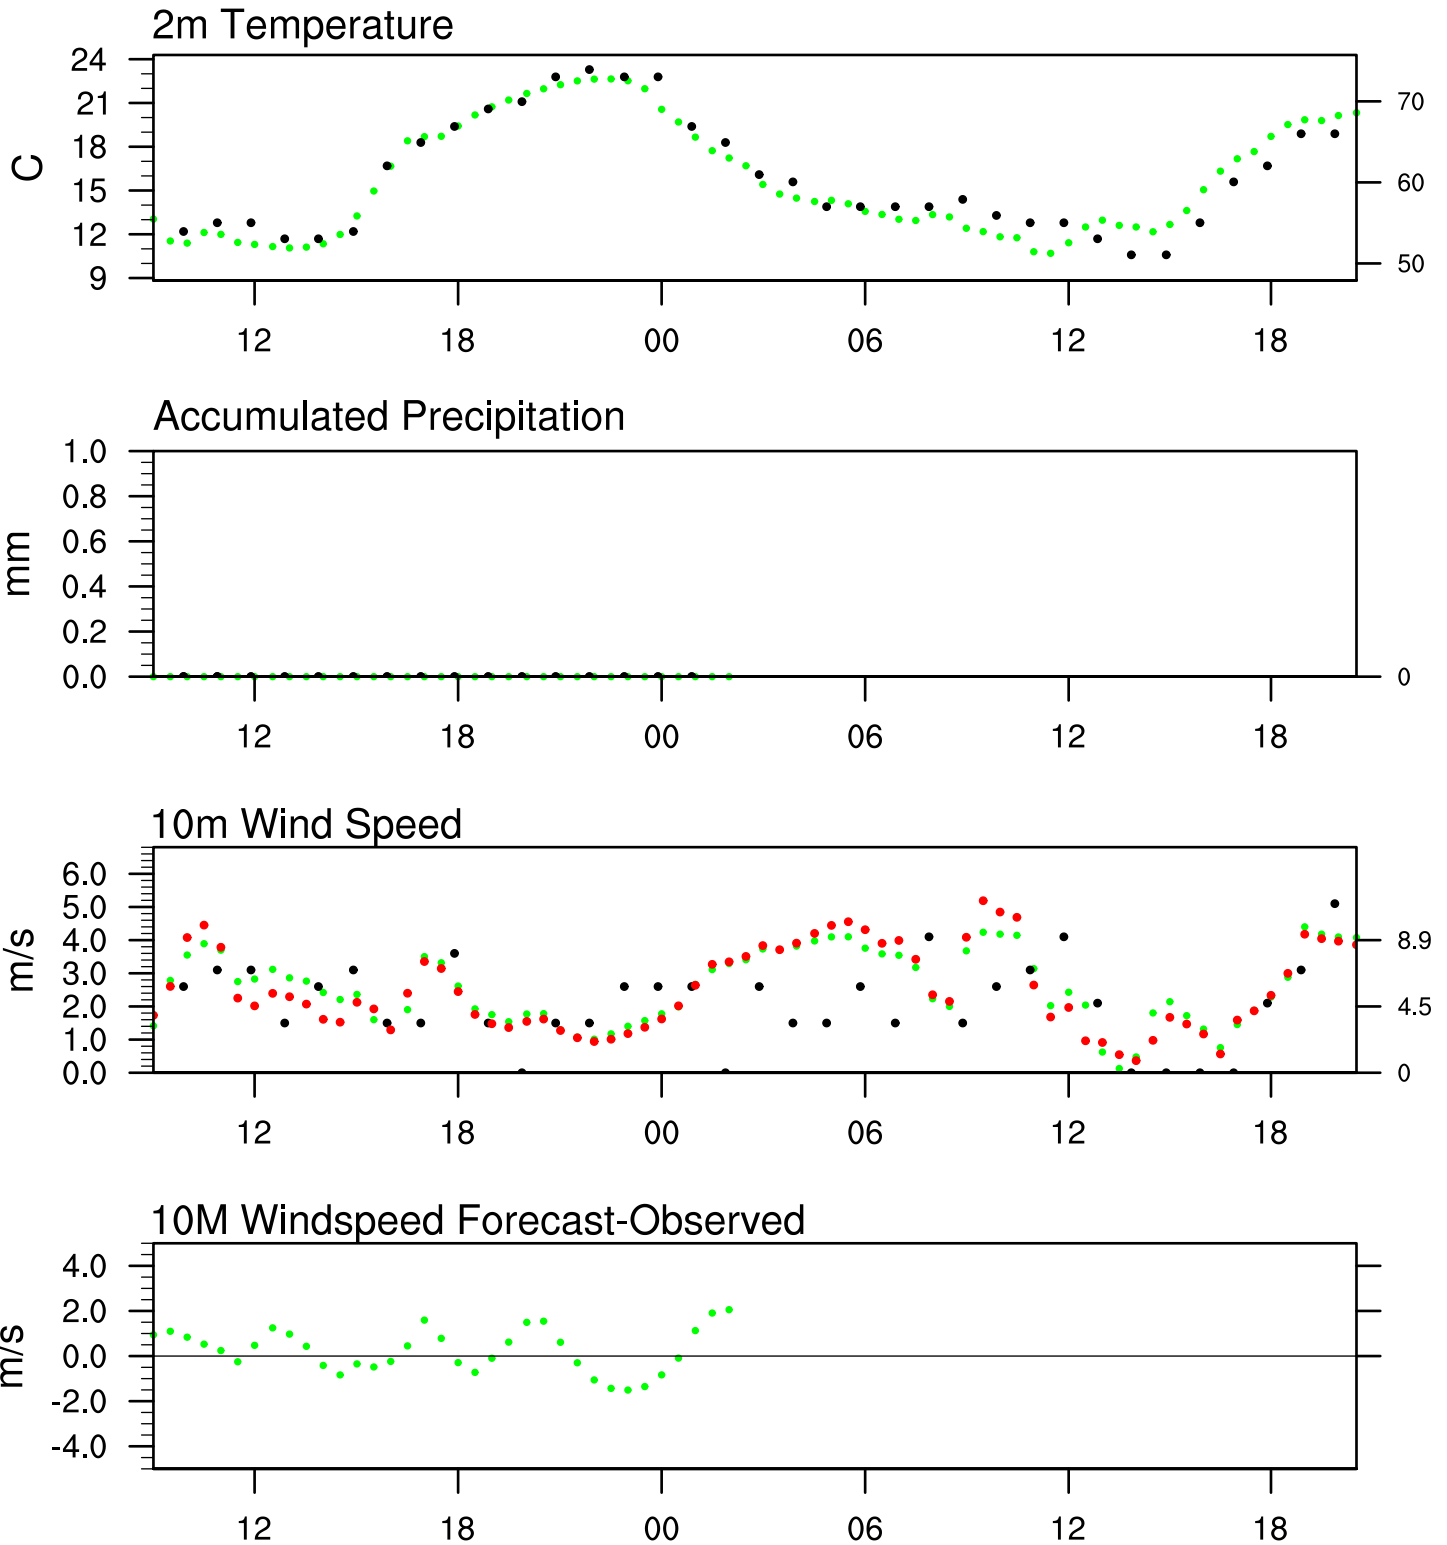 2m Temperature
24
21
18
15
12
9
C
70
60
50
12 18 00 06 12 18
Accumulated Precipitation
1.0
0.8
0.6
0.4
0.2
0.0
mm
0
12 18 00 06 12 18
10m Wind Speed
6.0
5.0
4.0
3.0
2.0
1.0
0.0
m/s
8.9
4.5
0
12 18 00 06 12 18
10M Windspeed Forecast-Observed
4.0
2.0
0.0
-2.0
-4.0
m/s
12 18 00 06 12 18